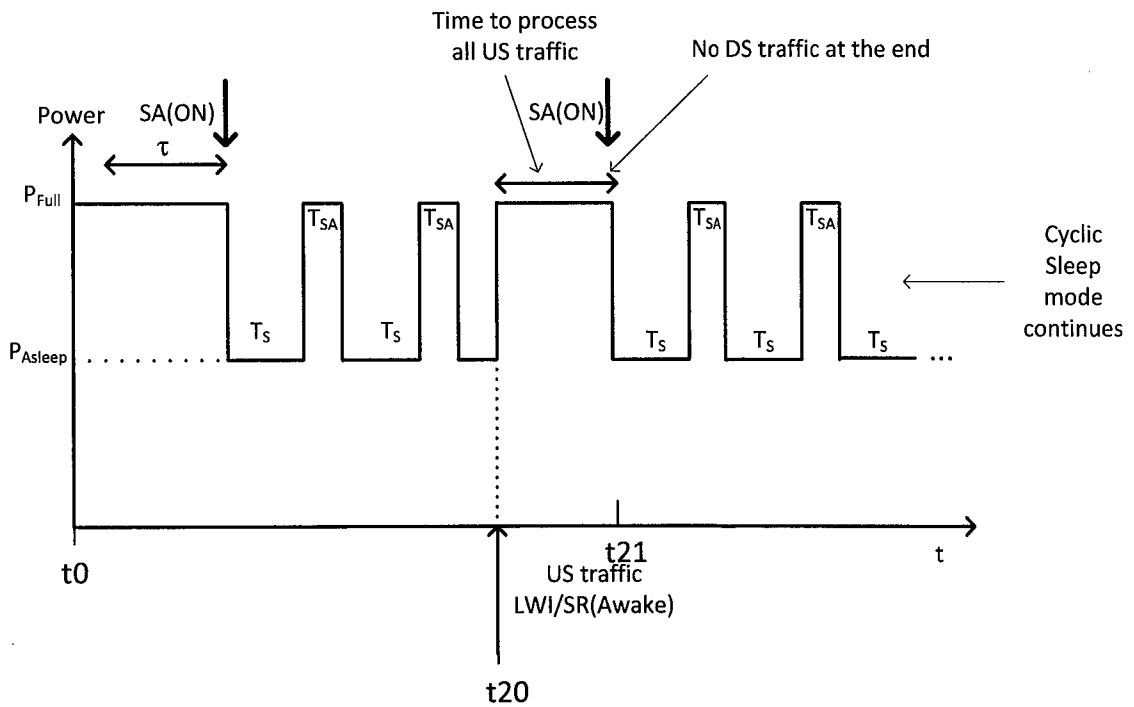 Time to process
all US traffic
No DS traffic at the end
Power
SA(ON)
SA(ON)
τ
PFull
TSA
TSA
TSA
TSA
Cyclic
Sleep
mode
continues
TS
TS
TS
TS
TS
PAsleep
...
t0
t21
t
US traffic
LWI/SR(Awake)
t20